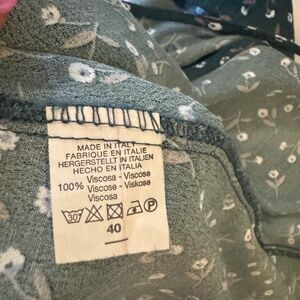 MADE IN ITALY
FABRIQUE EN ITALIE
HERGERSTELLT IN ITALIEN
HECHO EN ITALIA
Viscosa - Viscose
100% Viscose - Viskose
Viscosa
30°
P
40